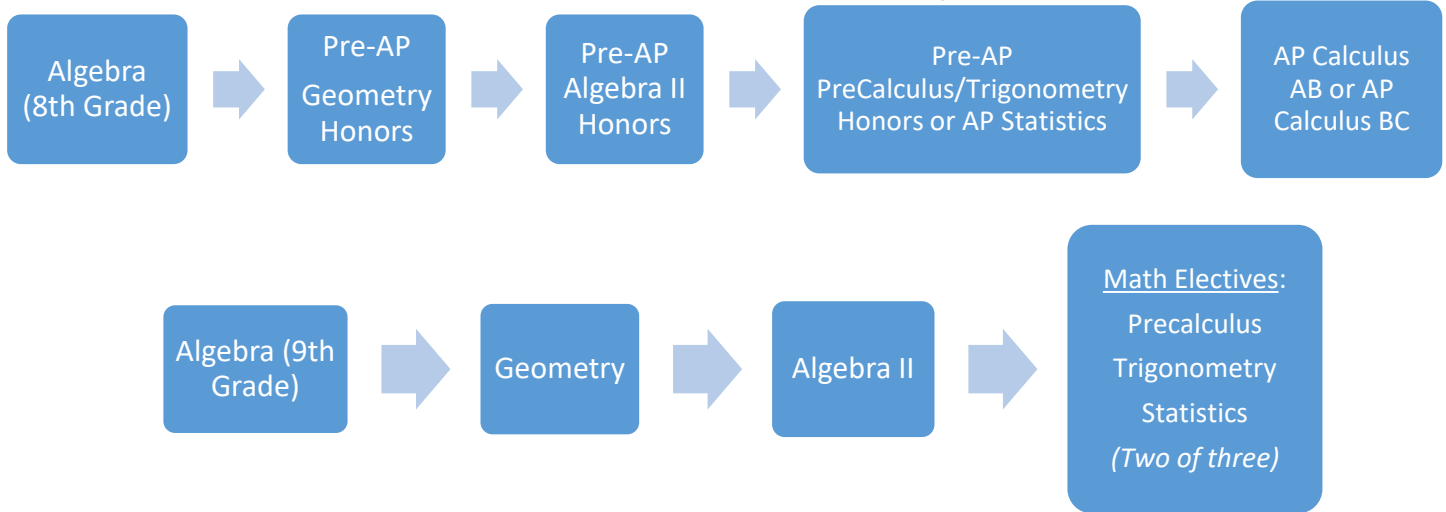 Algebra
(8th Grade)
Pre-AP
Geometry
Honors
Pre-AP
Algebra II
Honors
Pre-AP
PreCalculus/Trigonometry
Honors or AP Statistics
AP Calculus
AB or AP
Calculus BC
Algebra (9th
Grade)
Geometry
Algebra II
Math Electives:
Precalculus
Trigonometry
Statistics
(Two of three)